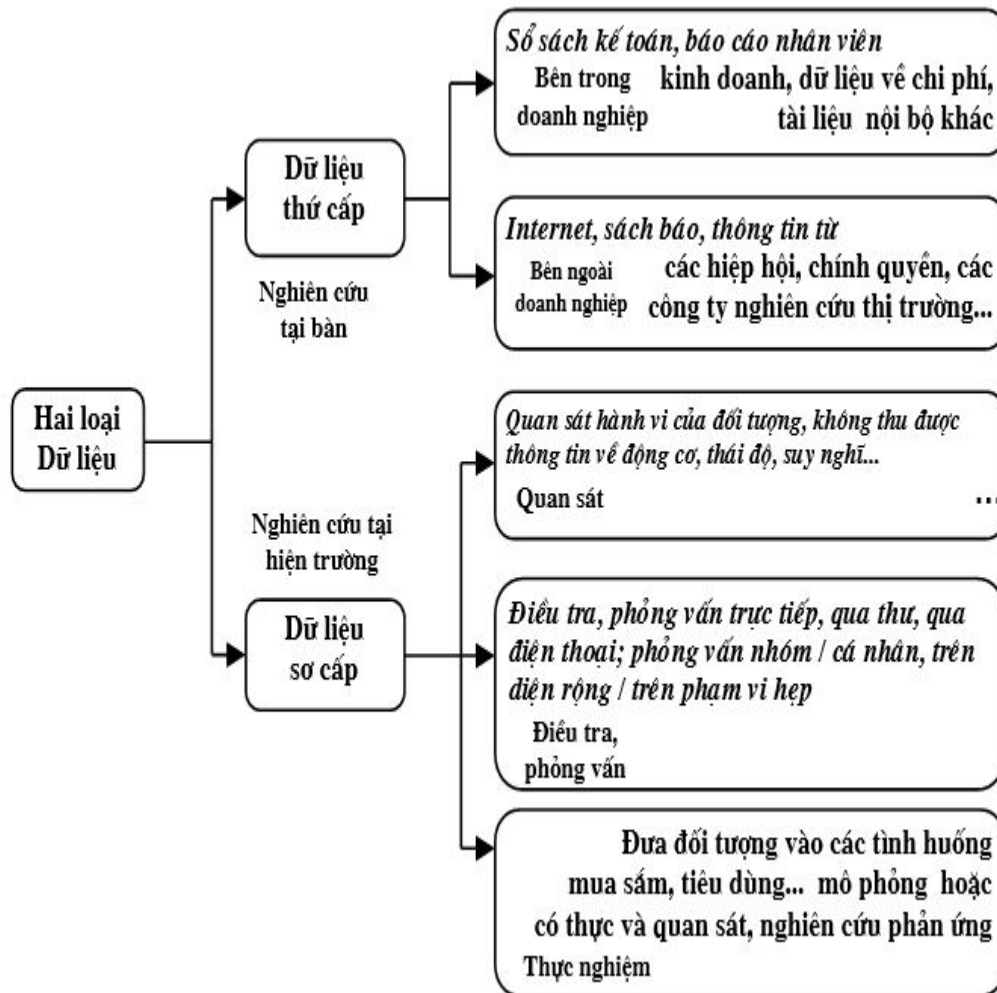 Sổ sách kế toán, báo cáo nhân viên
Bên trong kinh doanh, dữ liệu về chi phí,
doanh nghiệp tài liệu nội bộ khác
Dữ liệu
thứ cấp
Internet, sách báo, thông tin từ
Bên ngoài các hiệp hội, chính quyền, các
doanh nghiệp công ty nghiên cứu thị trường...
Nghiên cứu
tại bàn
Hai loại
Dữ liệu
Quan sát hành vi của đối tượng, không thu được
thông tin về động cơ, thái độ, suy nghĩ...
Quan sát ...
Nghiên cứu tại
hiện trường
Dữ liệu
sơ cấp
Điều tra, phỏng vấn trực tiếp, qua thư, qua
điện thoại; phỏng vấn nhóm / cá nhân, trên
diện rộng / trên phạm vi hẹp
Điều tra,
phỏng vấn
Đưa đối tượng vào các tình huống
mua sắm, tiêu dùng... mô phỏng hoặc
có thực và quan sát, nghiên cứu phản ứng
Thực nghiệm